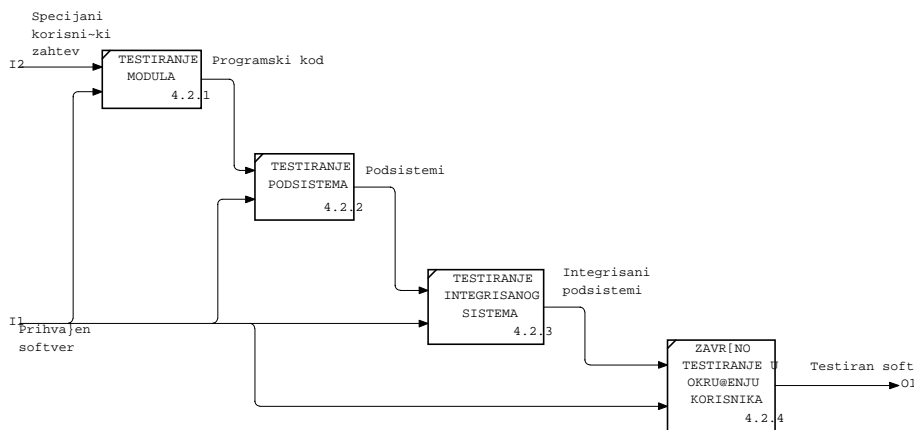 Specijani
korisni~ki
zahtev
I2
TESTIRANJE
MODULA
4.2.1
Programski kod
TESTIRANJE
PODSISTEMA
4.2.2
Podsistemi
TESTIRANJE
INTEGRISANOG
SISTEMA
4.2.3
Integrisani
podsistemi
I1
Prihva}en
softver
ZAVR[NO
TESTIRANJE U
OKRU@ENJU
KORISNIKA
4.2.4
Testiran soft
O1